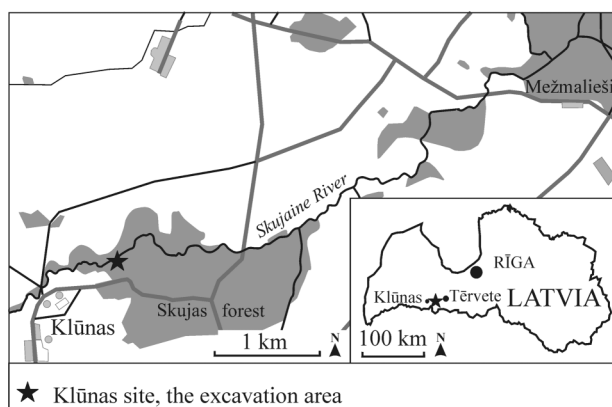 Mežmalieši
Skujaine River
RĪGA
Klūnas
Tērvete
LATVIA
Skujas forest
Klūnas
1 km
N
100 km
N
Klūnas site, the excavation area